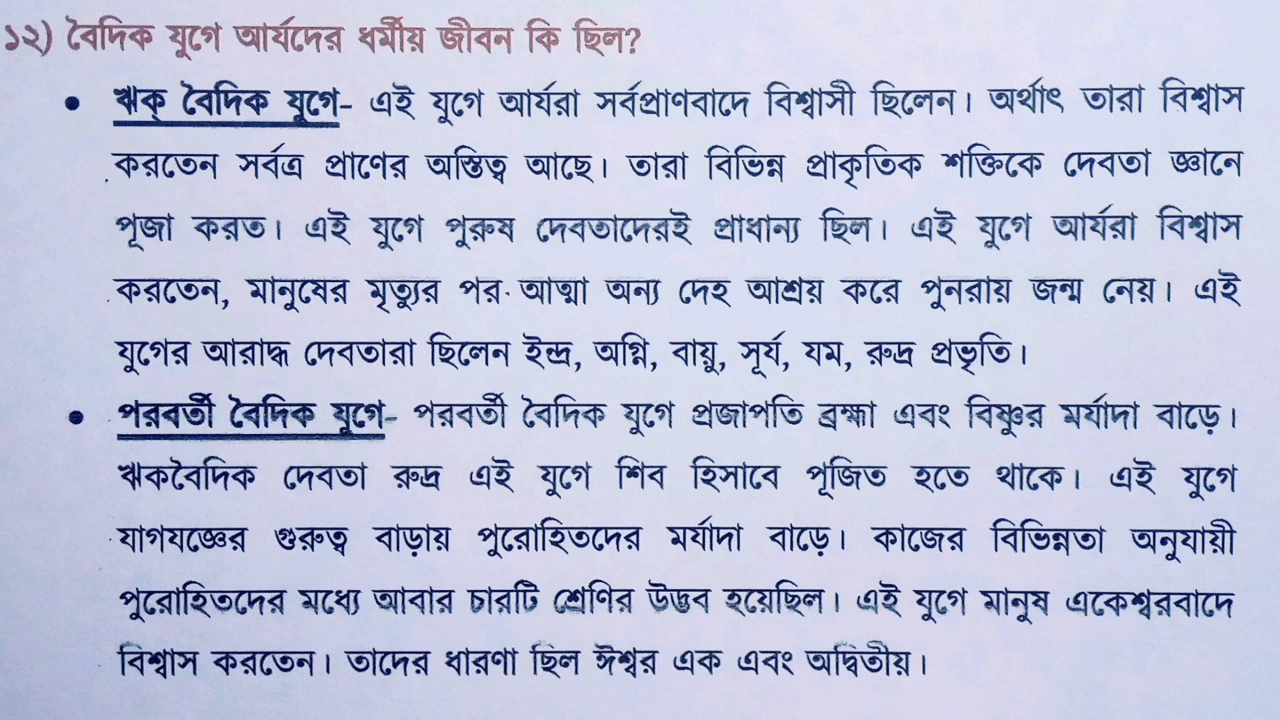 ১২) বৈদিক যুগে আর্যদের ধর্মীয় জীবন কি ছিল?
• ঋক্ বৈদিক যুগে- এই যুগে আর্যরা সর্বপ্রাণবাদে বিশ্বাসী ছিলেন। অর্থাৎ তারা বিশ্বাস
করতেন সর্বত্র প্রাণের অস্তিত্ব আছে। তারা বিভিন্ন প্রাকৃতিক শক্তিকে দেবতা জ্ঞানে
পূজা করত। এই যুগে পুরুষ দেবতাদেরই প্রাধান্য ছিল। এই যুগে আর্যরা বিশ্বাস
করতেন, মানুষের মৃত্যুর পর আত্মা অন্য দেহ আশ্রয় করে পুনরায় জন্ম নেয়। এই
যুগের আরাদ্ধ দেবতারা ছিলেন ইন্দ্র, অগ্নি, বায়ু, সূর্য, যম, রুদ্র প্রভৃতি।
• পরবর্তী বৈদিক যুগে- পরবর্তী বৈদিক যুগে প্রজাপতি ব্রহ্মা এবং বিষ্ণুর মর্যাদা বাড়ে।
ঋকবৈদিক দেবতা রুদ্র এই যুগে শিব হিসাবে পূজিত হতে থাকে। এই যুগে
যাগযজ্ঞের গুরুত্ব বাড়ায় পুরোহিতদের মর্যাদা বাড়ে। কাজের বিভিন্নতা অনুযায়ী
পুরোহিতদের মধ্যে আবার চারটি শ্রেণির উদ্ভব হয়েছিল। এই যুগে মানুষ একেশ্বরবাদে
বিশ্বাস করতেন। তাদের ধারণা ছিল ঈশ্বর এক এবং অদ্বিতীয়।